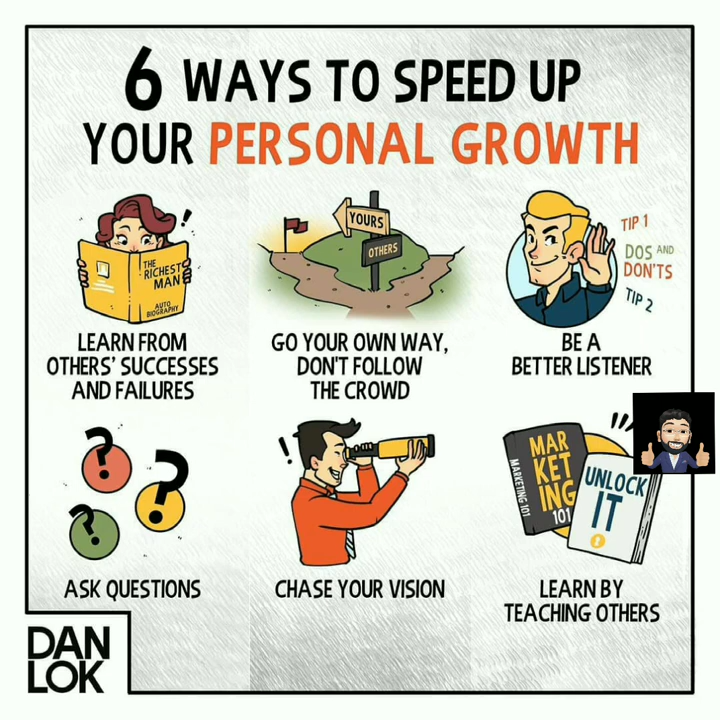 6 WAYS TO SPEED UP
YOUR PERSONAL GROWTH
THE
RICHEST
MAN
AUTO
BIOGRAPHY
LEARN FROM
OTHERS' SUCCESSES
AND FAILURES
YOURS
OTHERS
GO YOUR OWN WAY,
DON'T FOLLOW
THE CROWD
TIP 1
DOS AND
DON'TS
TIP 2
BE A
BETTER LISTENER
ASK QUESTIONS
CHASE YOUR VISION
MARKETING 101
MAR
KET
ING
101
UNLOCK
IT
LEARN BY
TEACHING OTHERS
DAN
LOK